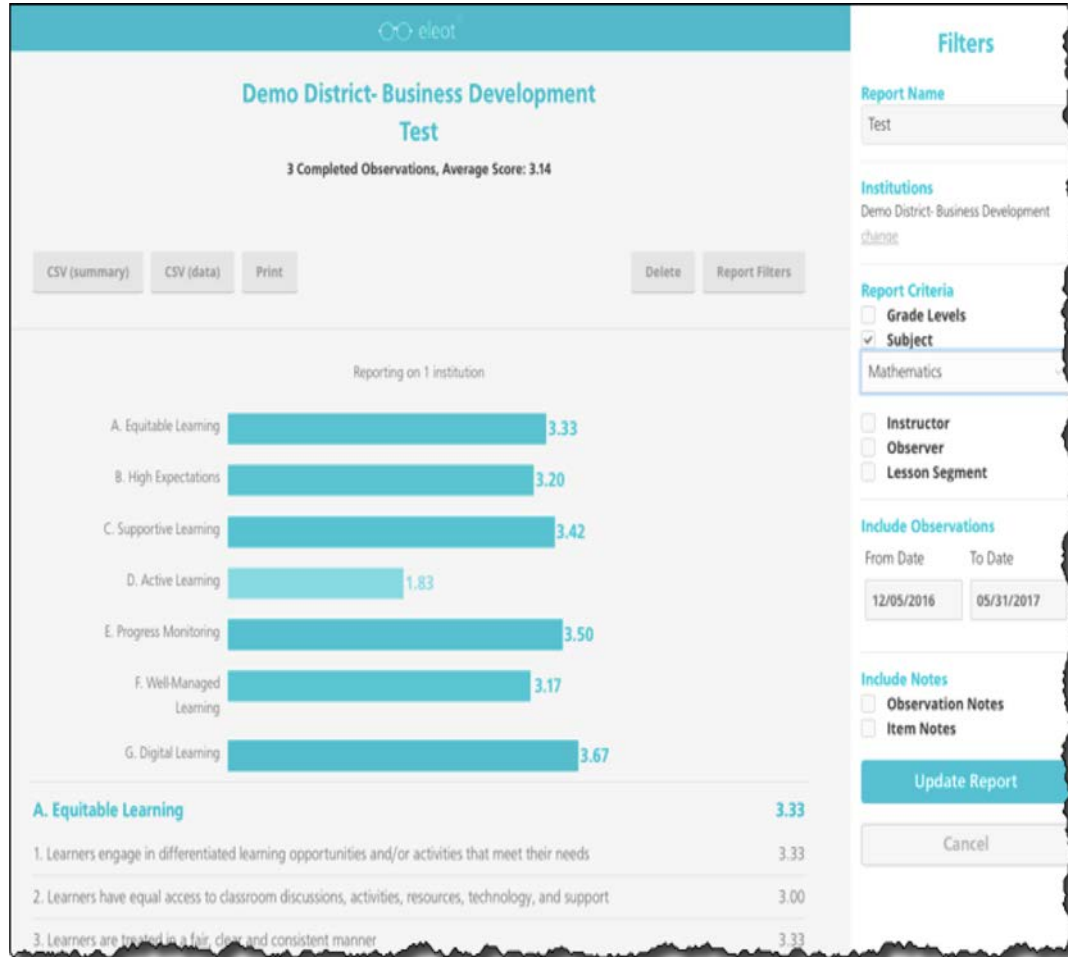 eleot
Demo District- Business Development
Test
3 Completed Observations, Average Score: 3.14
CSV (summary)
CSV (data)
Print
Delete
Report Filters
Reporting on 1 institution
A. Equitable Learning 3.33
B. High Expectations 3.20
C. Supportive Learning 3.42
D. Active Learning 1.83
E. Progress Monitoring 3.50
F. Well-Managed
Learning 3.17
G. Digital Learning 3.67
A. Equitable Learning 3.33
1. Learners engage in differentiated learning opportunities and/or activities that meet their needs 3.33
2. Learners have equal access to classroom discussions, activities, resources, technology, and support 3.00
3. Learners are treated in a fair, clear and consistent manner 3.33
Filters
Report Name
Test
Institutions
Demo District- Business Development
change
Report Criteria
Grade Levels
Subject
Mathematics
Instructor
Observer
Lesson Segment
Include Observations
From Date To Date
12/05/2016 05/31/2017
Include Notes
Observation Notes
Item Notes
Update Report
Cancel